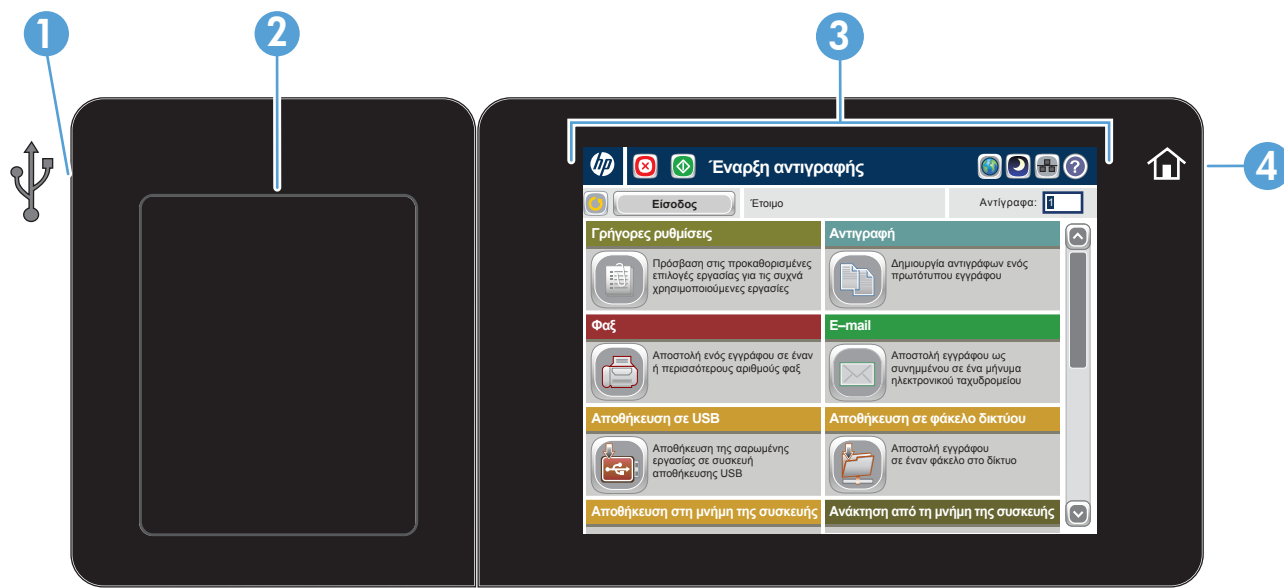 1
2
3
4
hp
Έναρξη αντιγραφής
?
Είσοδος
Έτοιμο
Αντίγραφα: 1
Γρήγορες ρυθμίσεις
Πρόσβαση στις προκαθορισμένες
επιλογές εργασίας για τις συχνά
χρησιμοποιούμενες εργασίες
Αντιγραφή
Δημιουργία αντιγράφων ενός
πρωτότυπου εγγράφου
Φαξ
Αποστολή ενός εγγράφου σε έναν
ή περισσότερους αριθμούς φαξ
E–mail
Αποστολή εγγράφου ως
συνημμένου σε ένα μήνυμα
ηλεκτρονικού ταχυδρομείου
Αποθήκευση σε USB
Αποθήκευση της σαρωμένης
εργασίας σε συσκευή
αποθήκευσης USB
Αποθήκευση σε φάκελο δικτύου
Αποστολή εγγράφου
σε έναν φάκελο στο δίκτυο
Αποθήκευση στη μνήμη της συσκευής
Ανάκτηση από τη μνήμη της συσκευής